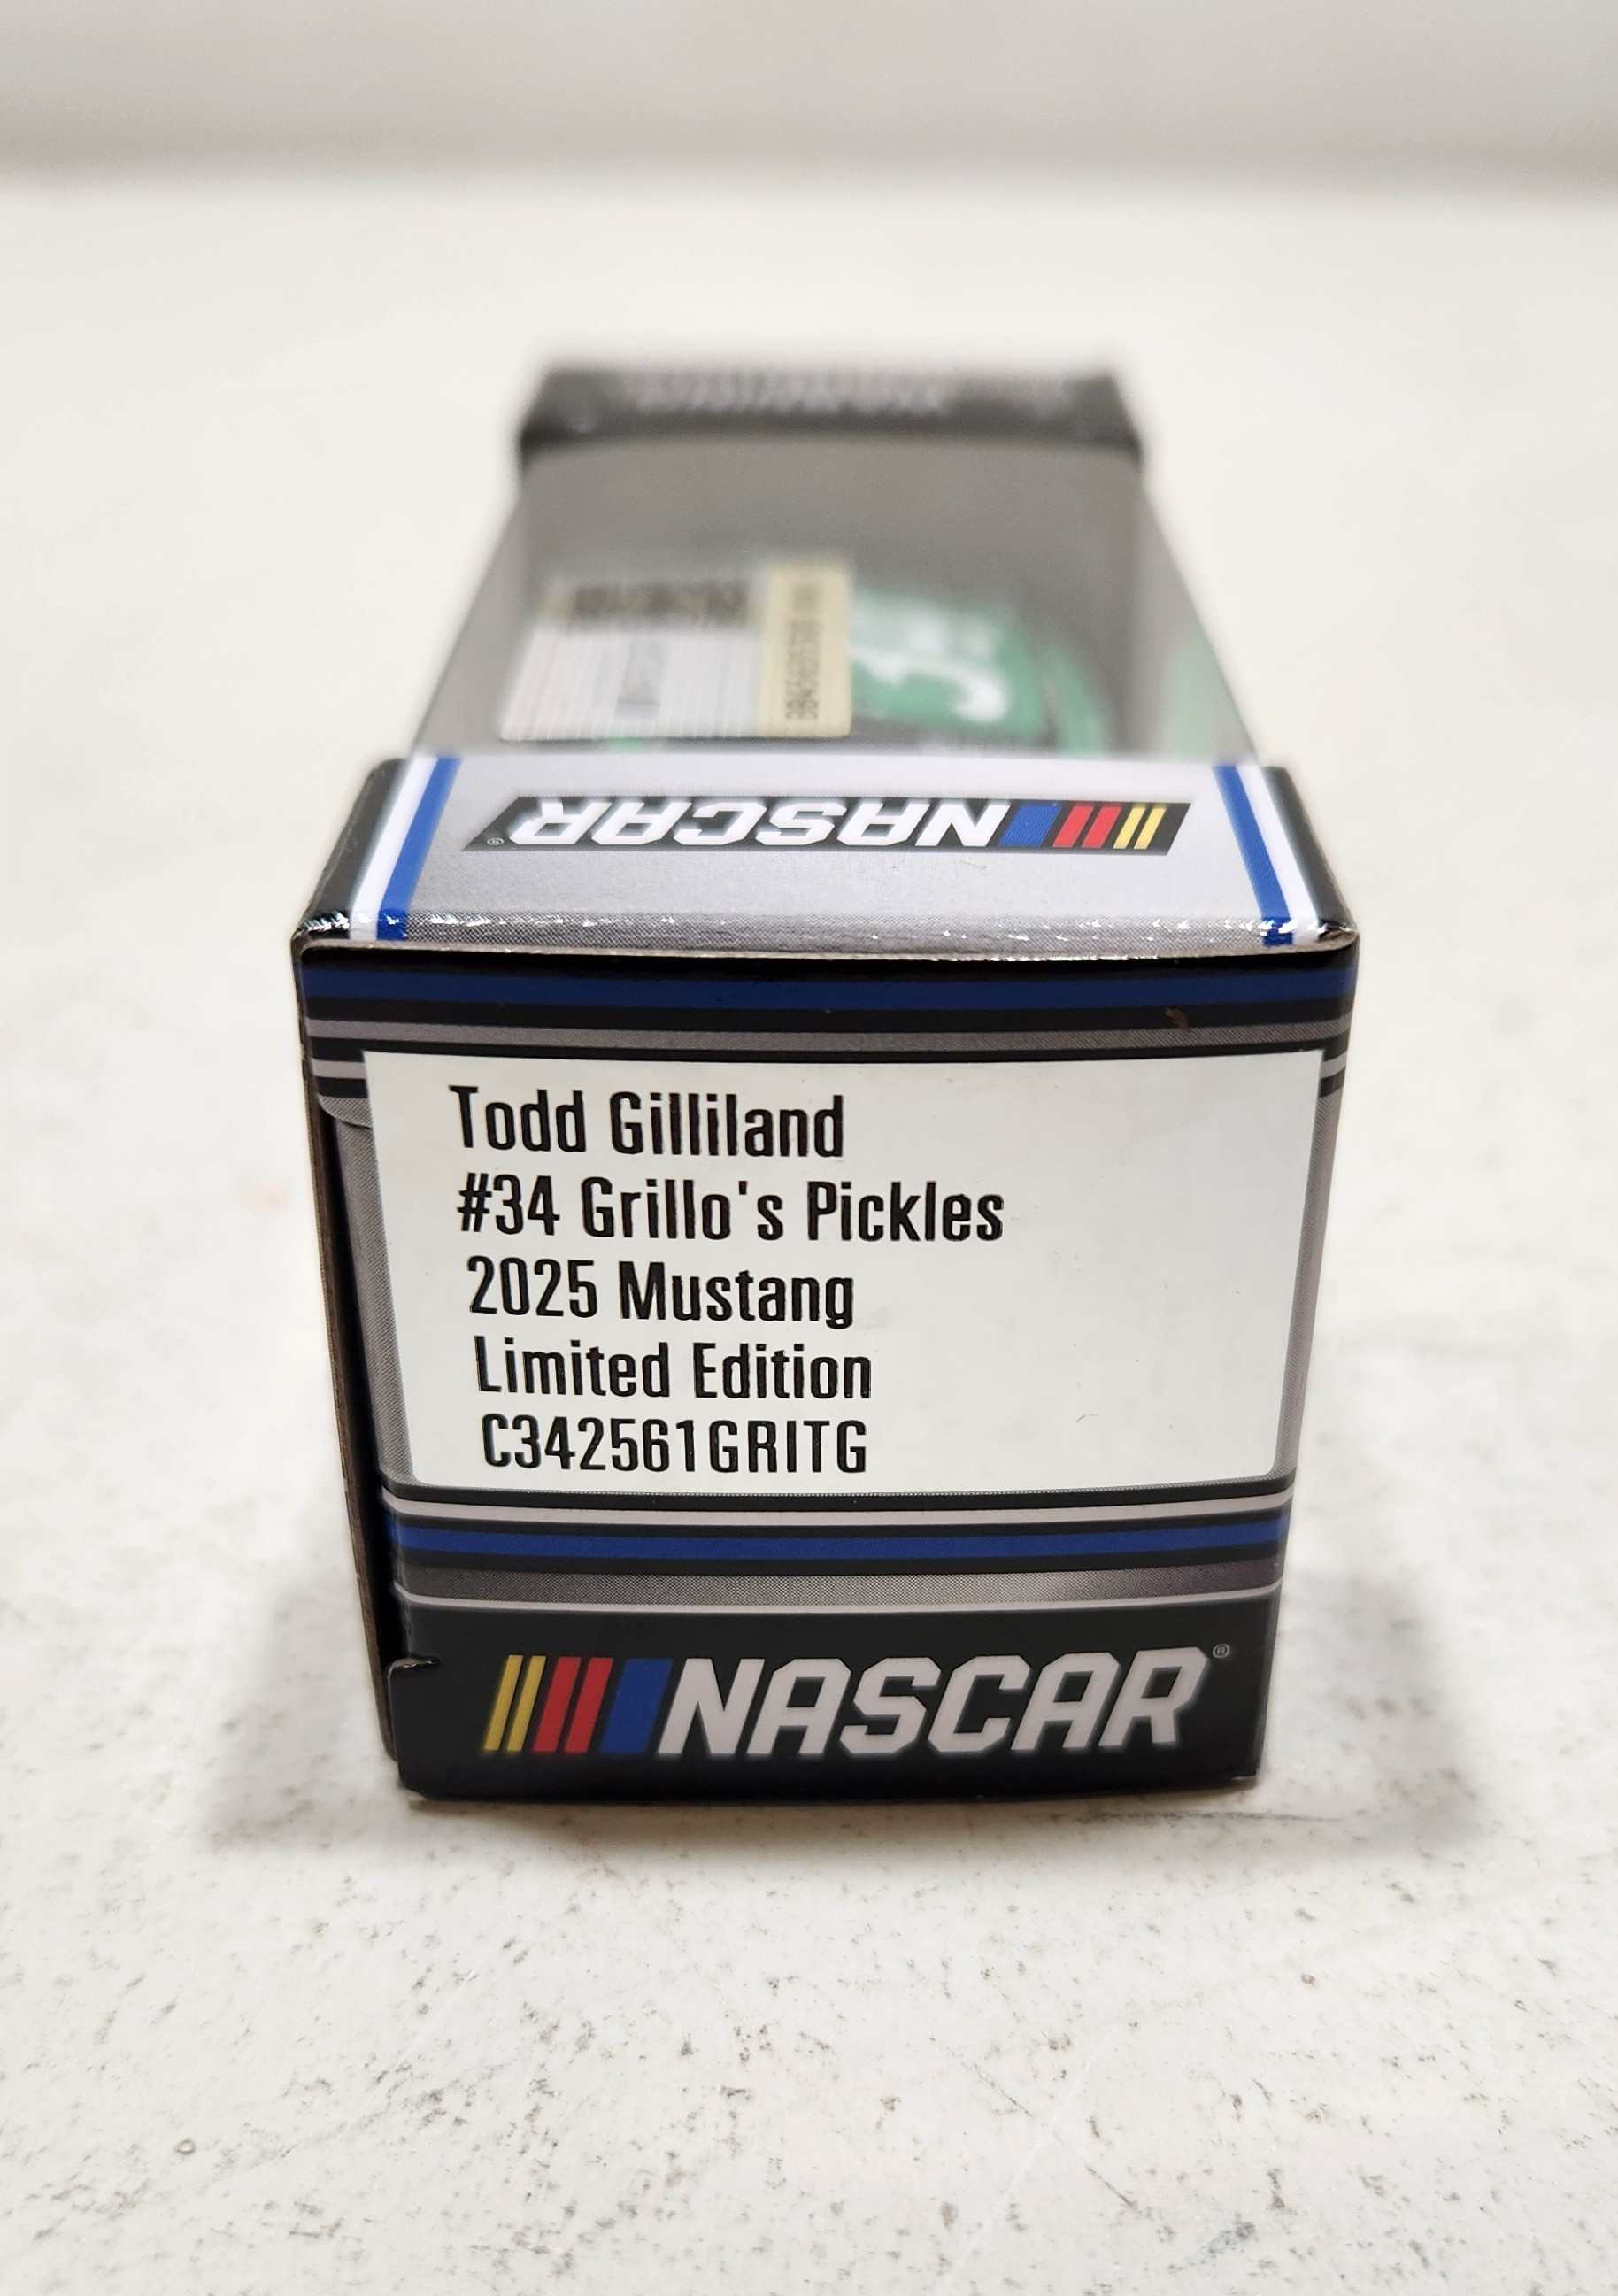 NASCAR
Todd Gilliland
#34 Grillo's Pickles
2025 Mustang
Limited Edition
C342561GRITG
NASCAR®